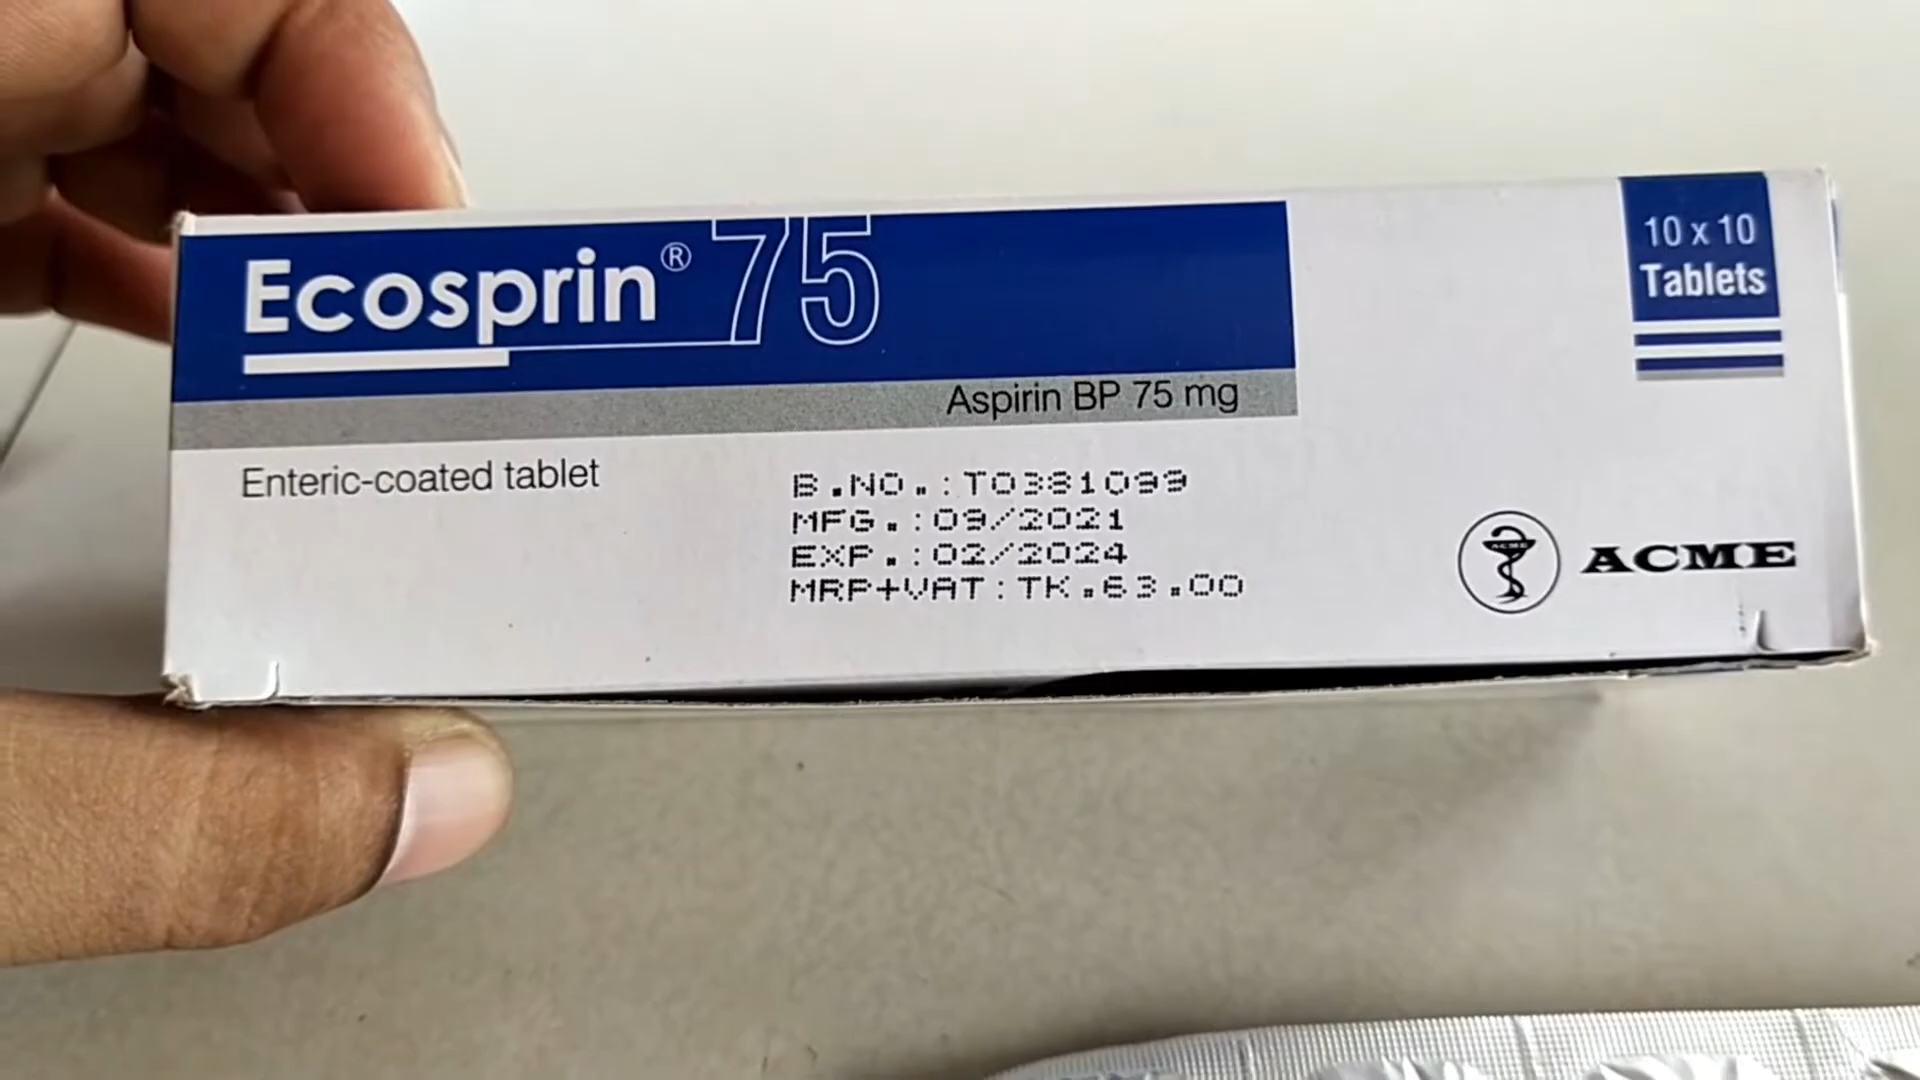 Ecosprin® 75
Aspirin BP 75 mg
Enteric-coated tablet
B.NO.:T0381099
MFG.:09/2021
EXP.:02/2024
MRP+VAT:TK.63.00
10 x 10
Tablets
ACME
ACME